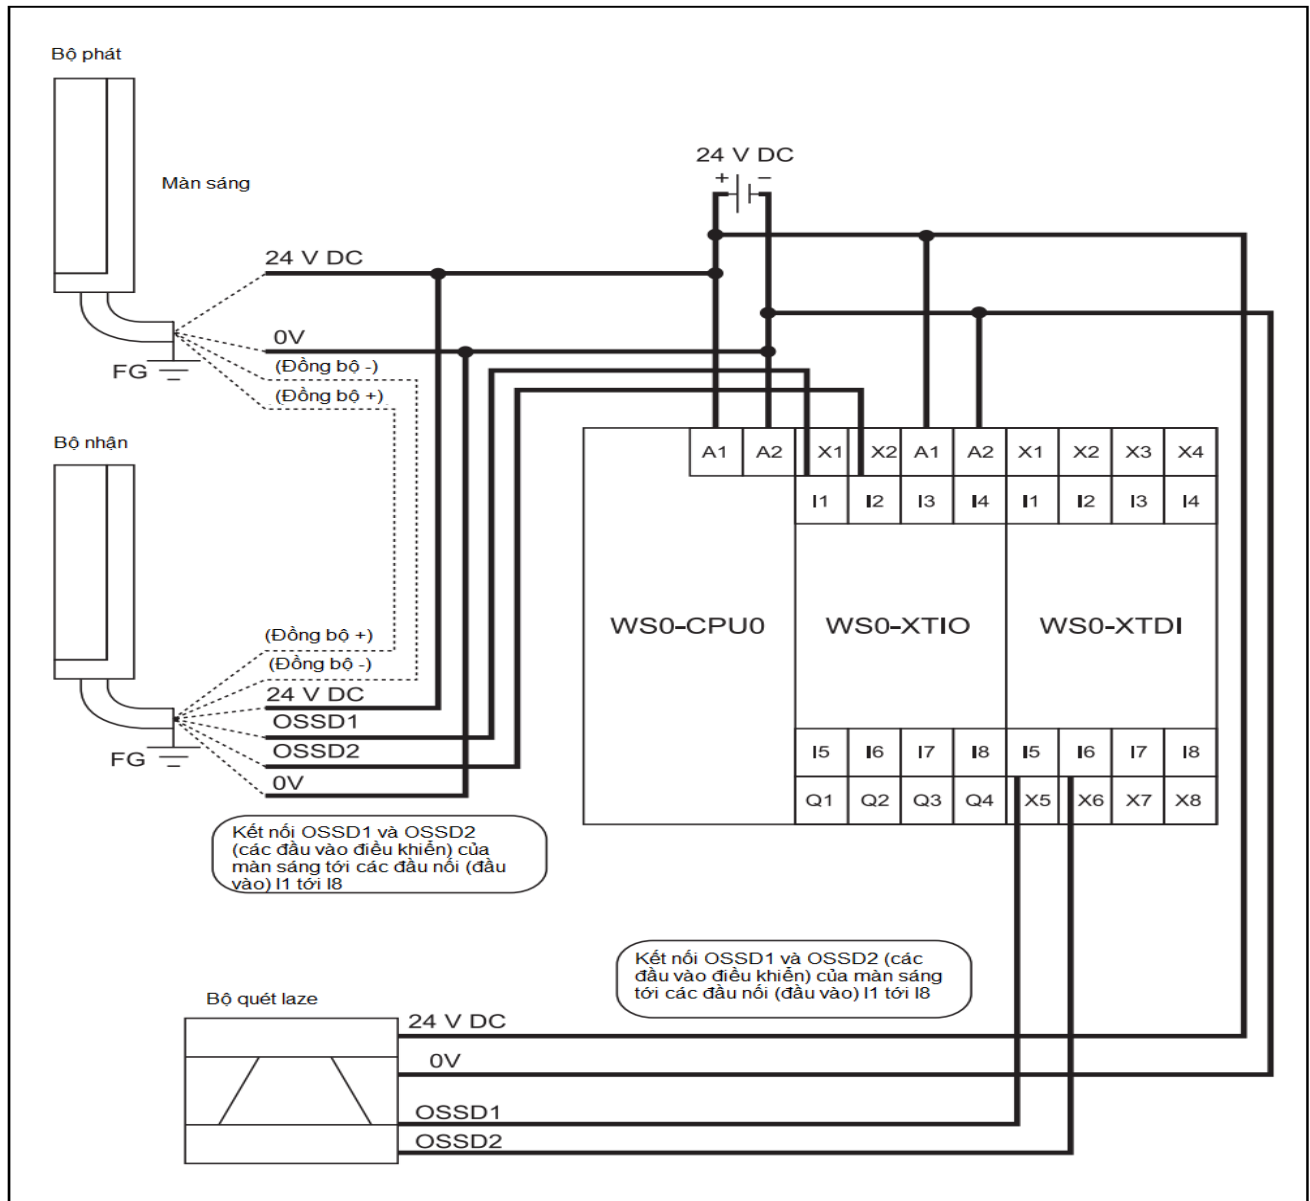 Bộ phát
Màn sáng
24 V DC
+ −
24 V DC
0V
(Đồng bộ -)
(Đồng bộ +)
FG
Bộ nhận
A1 A2 X1 X2 A1 A2 X1 X2 X3 X4
I1 I2 I3 I4 I1 I2 I3 I4
WS0-CPU0 WS0-XTIO WS0-XTDI
(Đồng bộ +)
(Đồng bộ -)
24 V DC
OSSD1
OSSD2
0V
FG
I5 I6 I7 I8 I5 I6 I7 I8
Q1 Q2 Q3 Q4 X5 X6 X7 X8
Kết nối OSSD1 và OSSD2
(các đầu vào điều khiển) của
màn sáng tới các đầu nối (đầu
vào) I1 tới I8
Kết nối OSSD1 và OSSD2 (các
đầu vào điều khiển) của màn sáng
tới các đầu nối (đầu vào) I1 tới I8
Bộ quét laze
24 V DC
0V
OSSD1
OSSD2